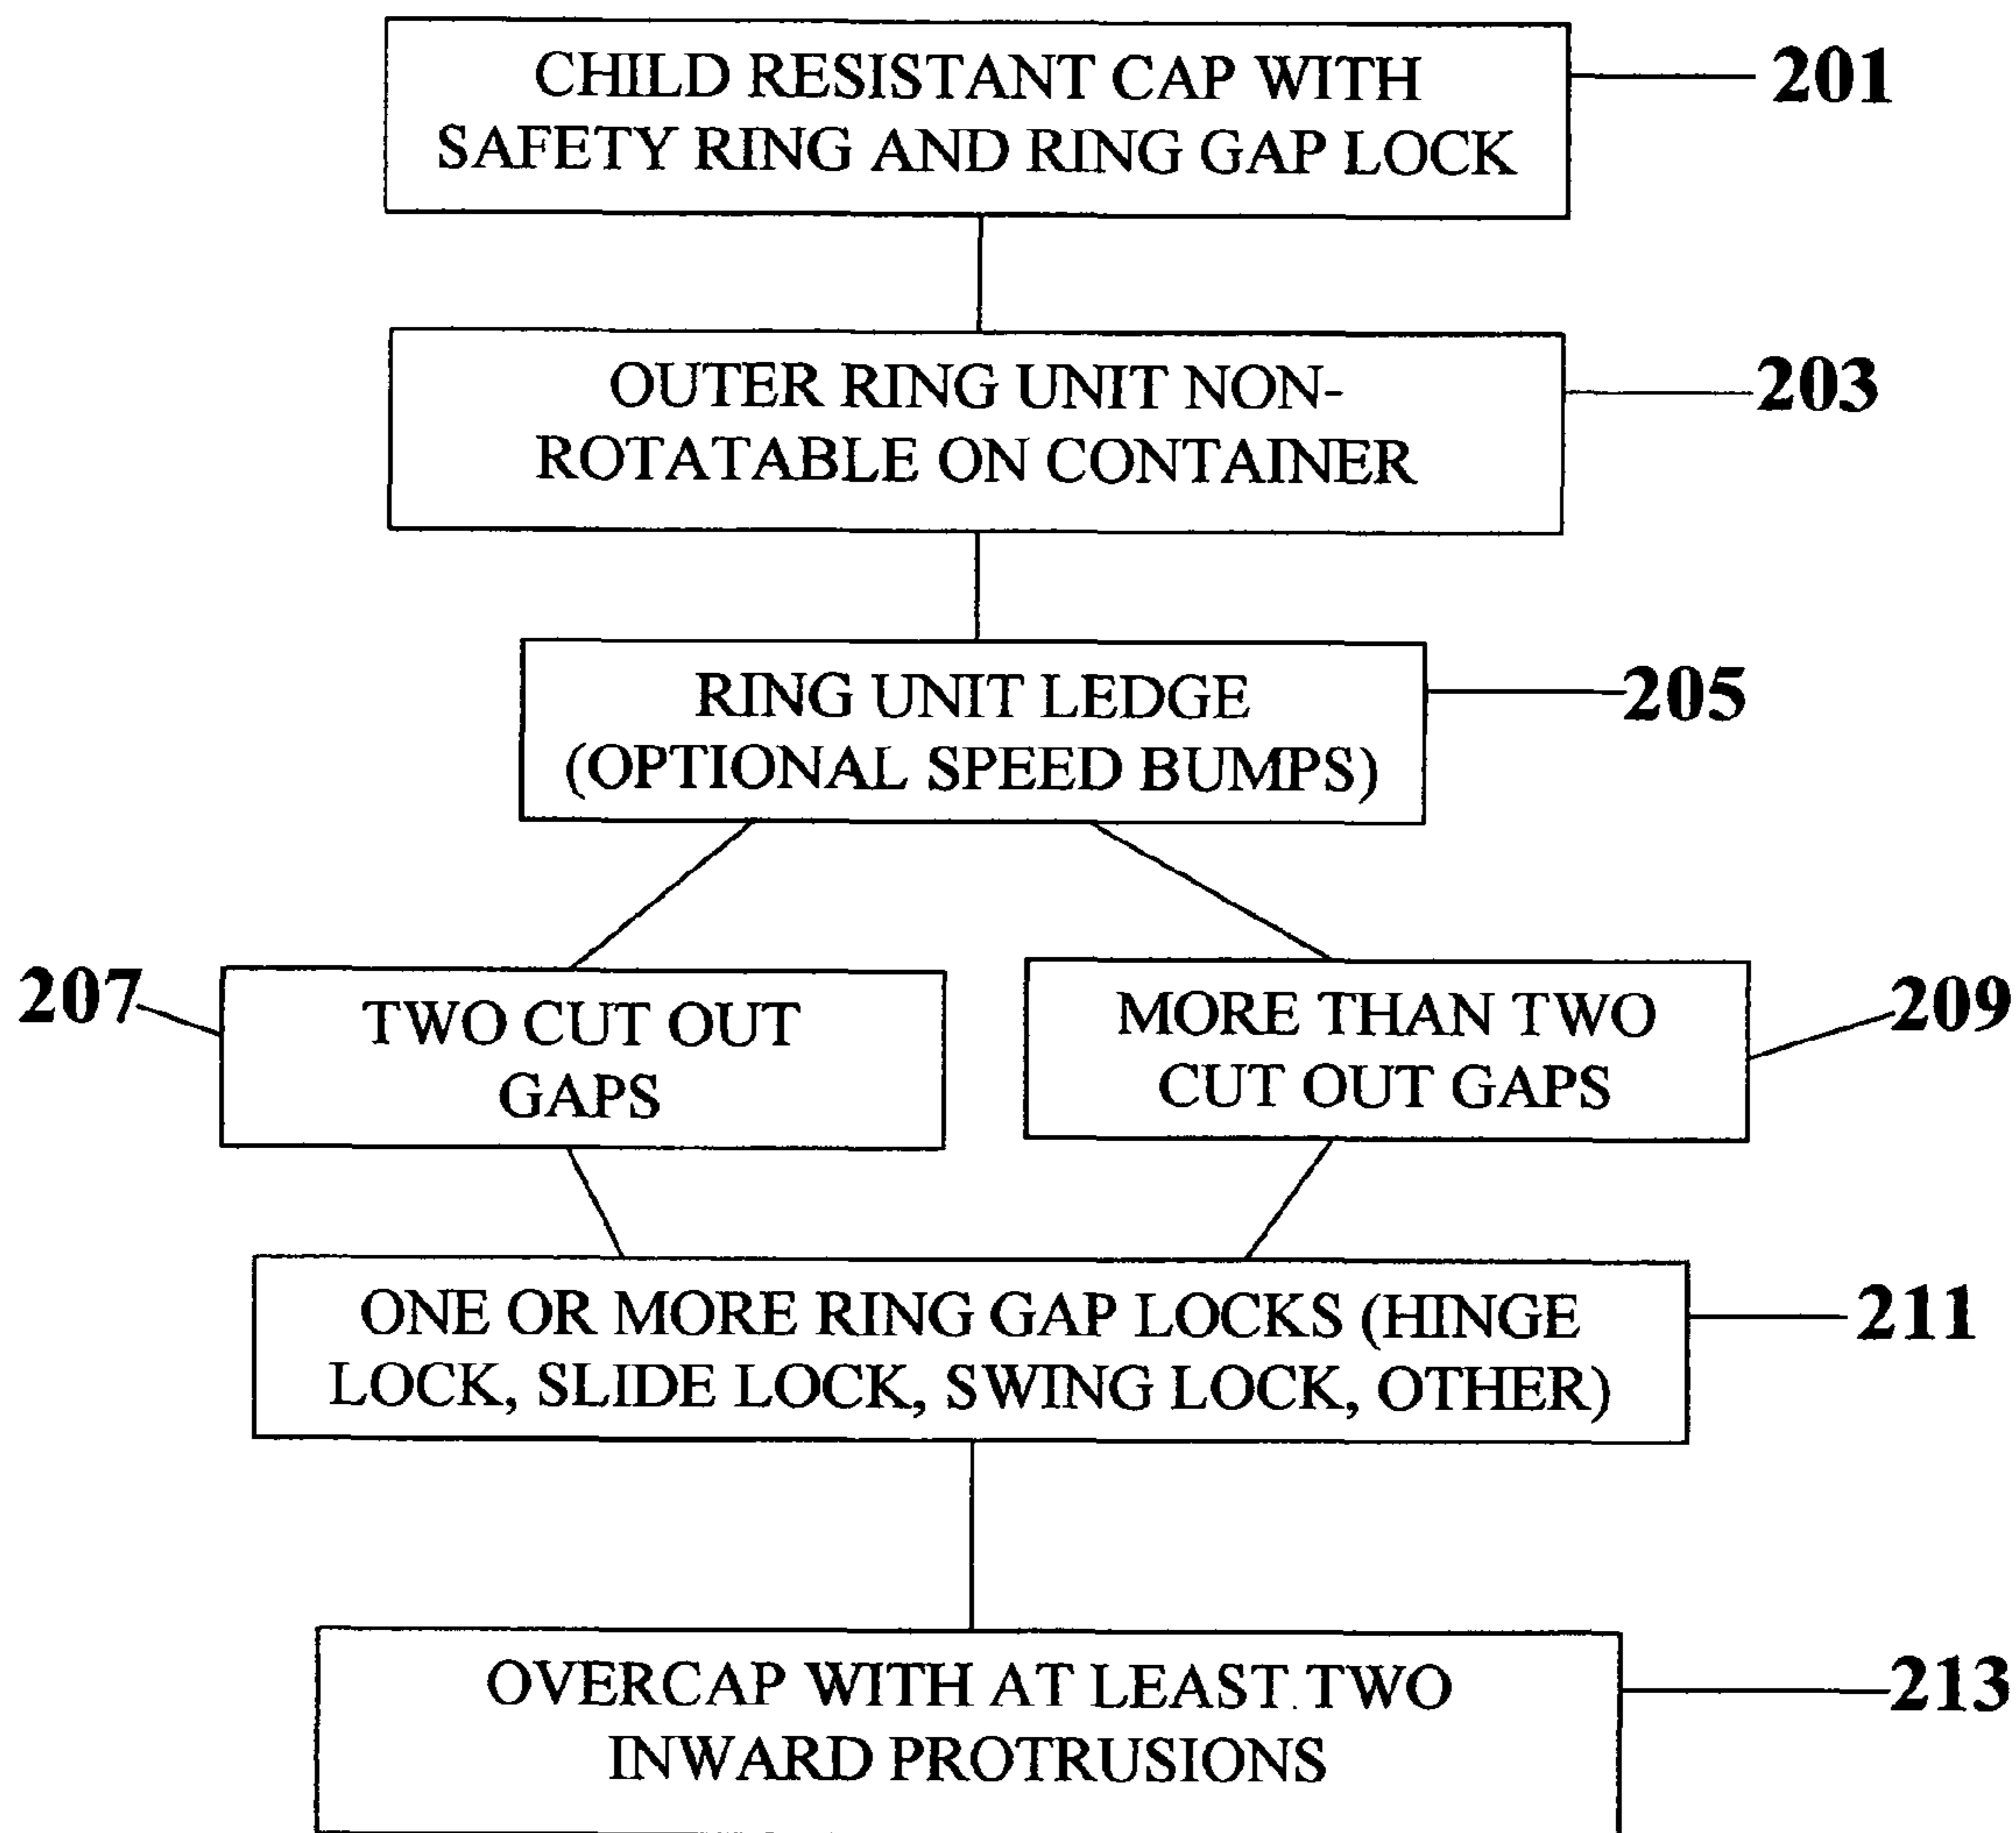 CHILD RESISTANT CAP WITH
SAFETY RING AND RING GAP LOCK
201
OUTER RING UNIT NON-
ROTATABLE ON CONTAINER
203
RING UNIT LEDGE
(OPTIONAL SPEED BUMPS)
205
207
TWO CUT OUT
GAPS
MORE THAN TWO
CUT OUT GAPS
209
ONE OR MORE RING GAP LOCKS (HINGE
LOCK, SLIDE LOCK, SWING LOCK, OTHER)
211
OVERCAP WITH AT LEAST TWO
INWARD PROTRUSIONS
213